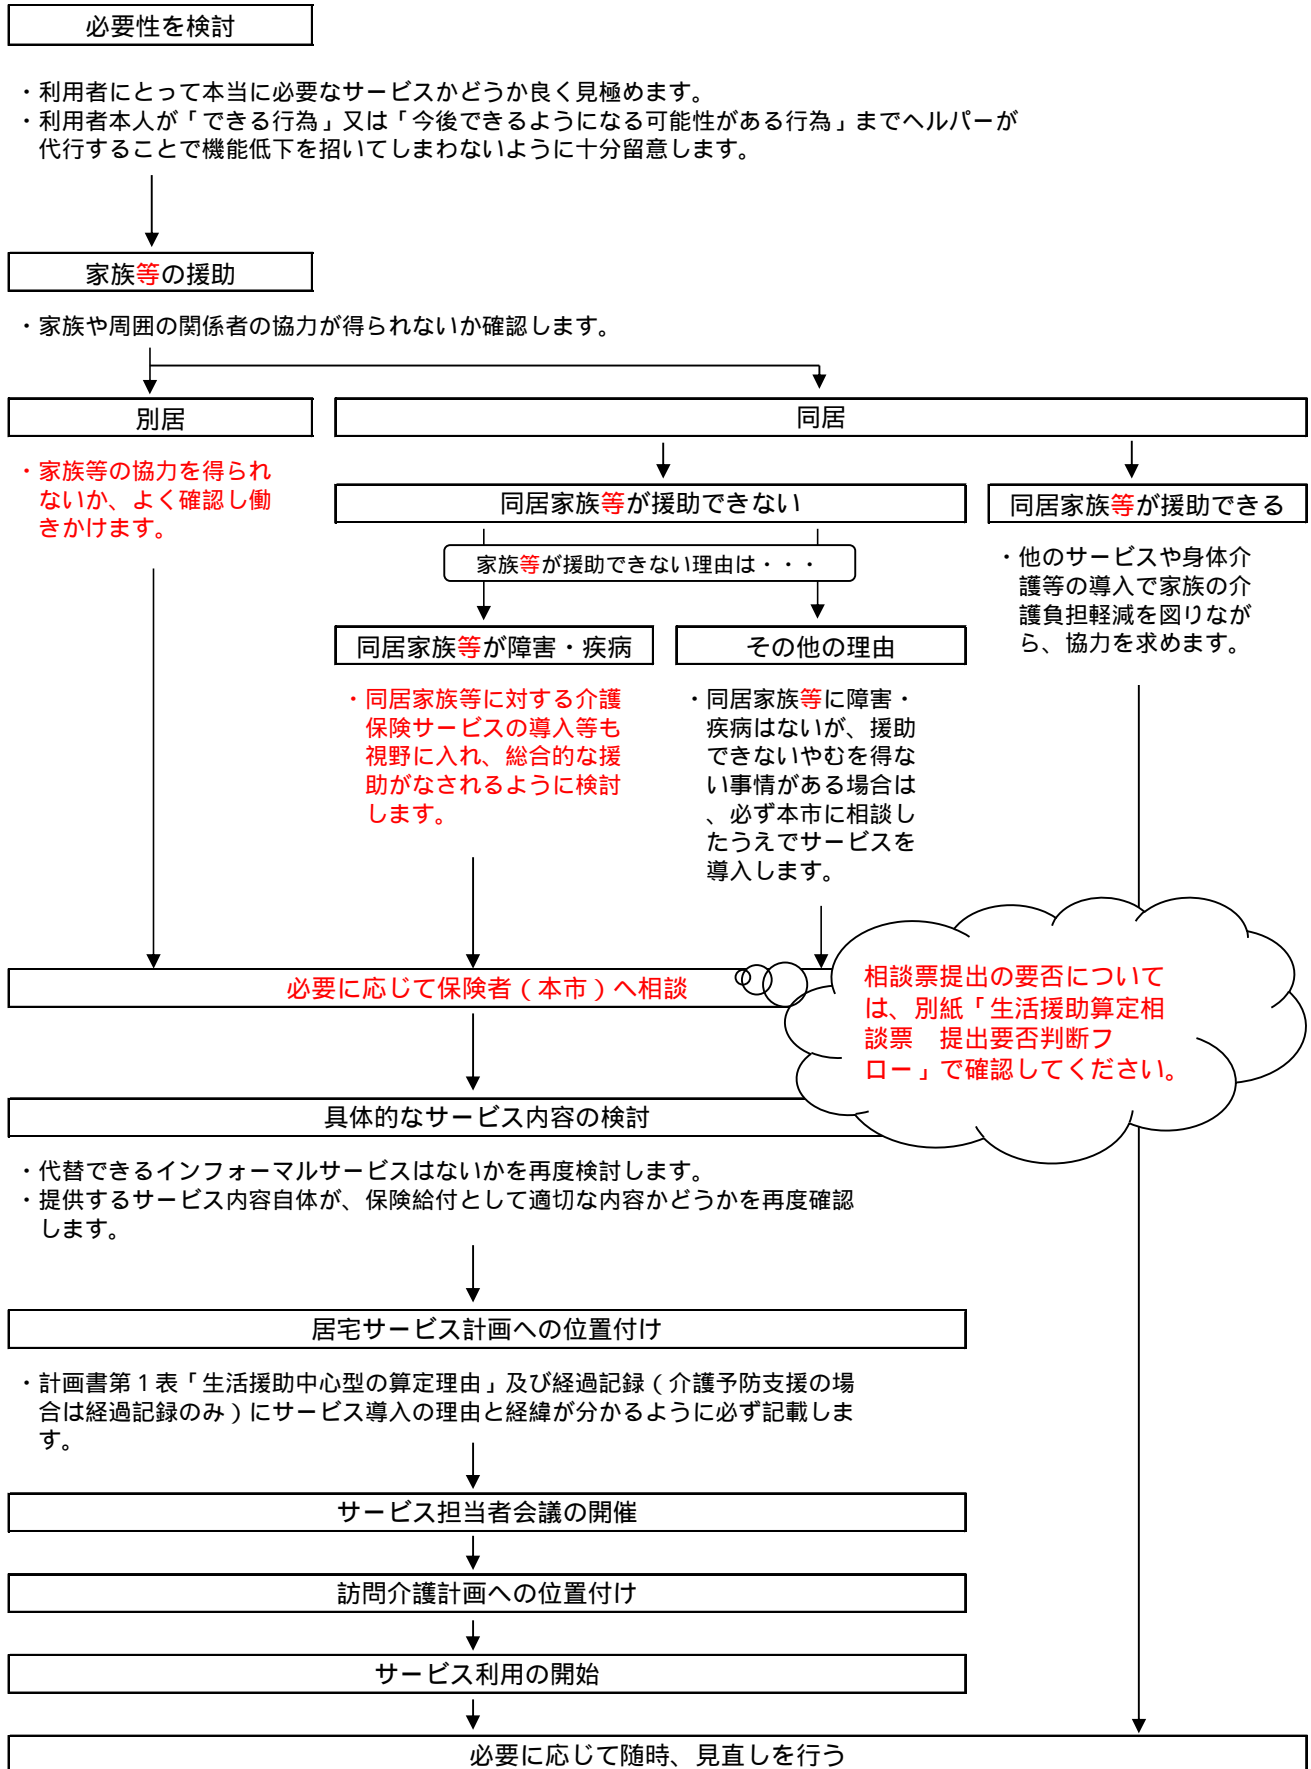 必要性を検討
・利用者にとって本当に必要なサービスかどうか良く見極めます。
・利用者本人が「できる行為」又は「今後できるようになる可能性がある行為」までヘルパーが
代行することで機能低下を招いてしまわないように十分留意します。
家族等の援助
・家族や周囲の関係者の協力が得られないか確認します。
別居
同居
・家族等の協力を得られ
ないか、よく確認し働
きかけます。
同居家族等が援助できない
同居家族等が援助できる
家族等が援助できない理由は・・・
・他のサービスや身体介
護等の導入で家族の介
護負担軽減を図りなが
ら、協力を求めます。
同居家族等が障害・疾病
その他の理由
・同居家族等に対する介護
保険サービスの導入等も
視野に入れ、総合的な援
助がなされるように検討
します。
・同居家族等に障害・
疾病はないが、援助
できないやむを得な
い事情がある場合は
、必ず本市に相談し
たうえでサービスを
導入します。
必要に応じて保険者（本市）へ相談
相談票提出の要否について
は、別紙「生活援助算定相
談票　提出要否判断フ
ロー」で確認してください。
具体的なサービス内容の検討
・代替できるインフォーマルサービスはないかを再度検討します。
・提供するサービス内容自体が、保険給付として適切な内容かどうかを再度確認
します。
居宅サービス計画への位置付け
・計画書第１表「生活援助中心型の算定理由」及び経過記録（介護予防支援の場
合は経過記録のみ）にサービス導入の理由と経緯が分かるように必ず記載しま
す。
サービス担当者会議の開催
訪問介護計画への位置付け
サービス利用の開始
必要に応じて随時、見直しを行う